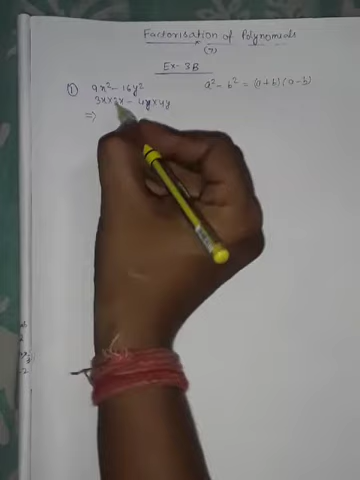 Factorisation of Polynomials
Ex-3B
a² - b² = (a+b) (a-b)
① 9x² - 16y²
3x×3x - 4y×4y
⇒